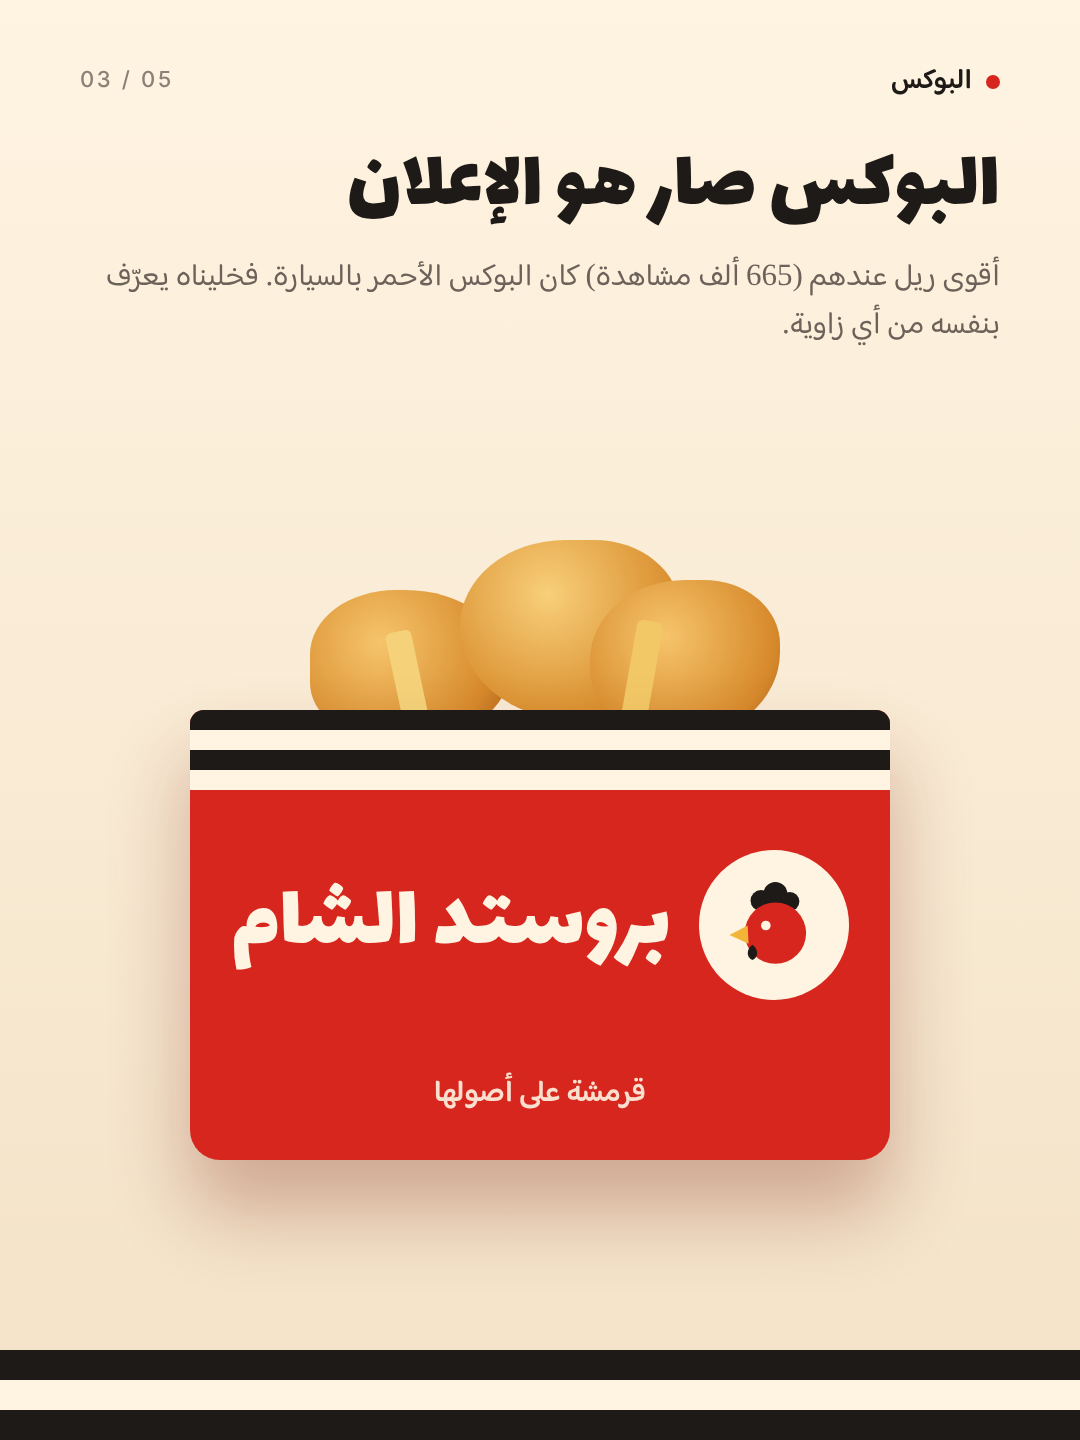 البوكس
03 / 05
البوكس صار هو الإعلان
أقوى ريل عندهم (665 ألف مشاهدة) كان البوكس الأحمر بالسيارة. فخليناه يعرّف
بنفسه من أي زاوية.
بروستد الشام
قرمشة على أصولها